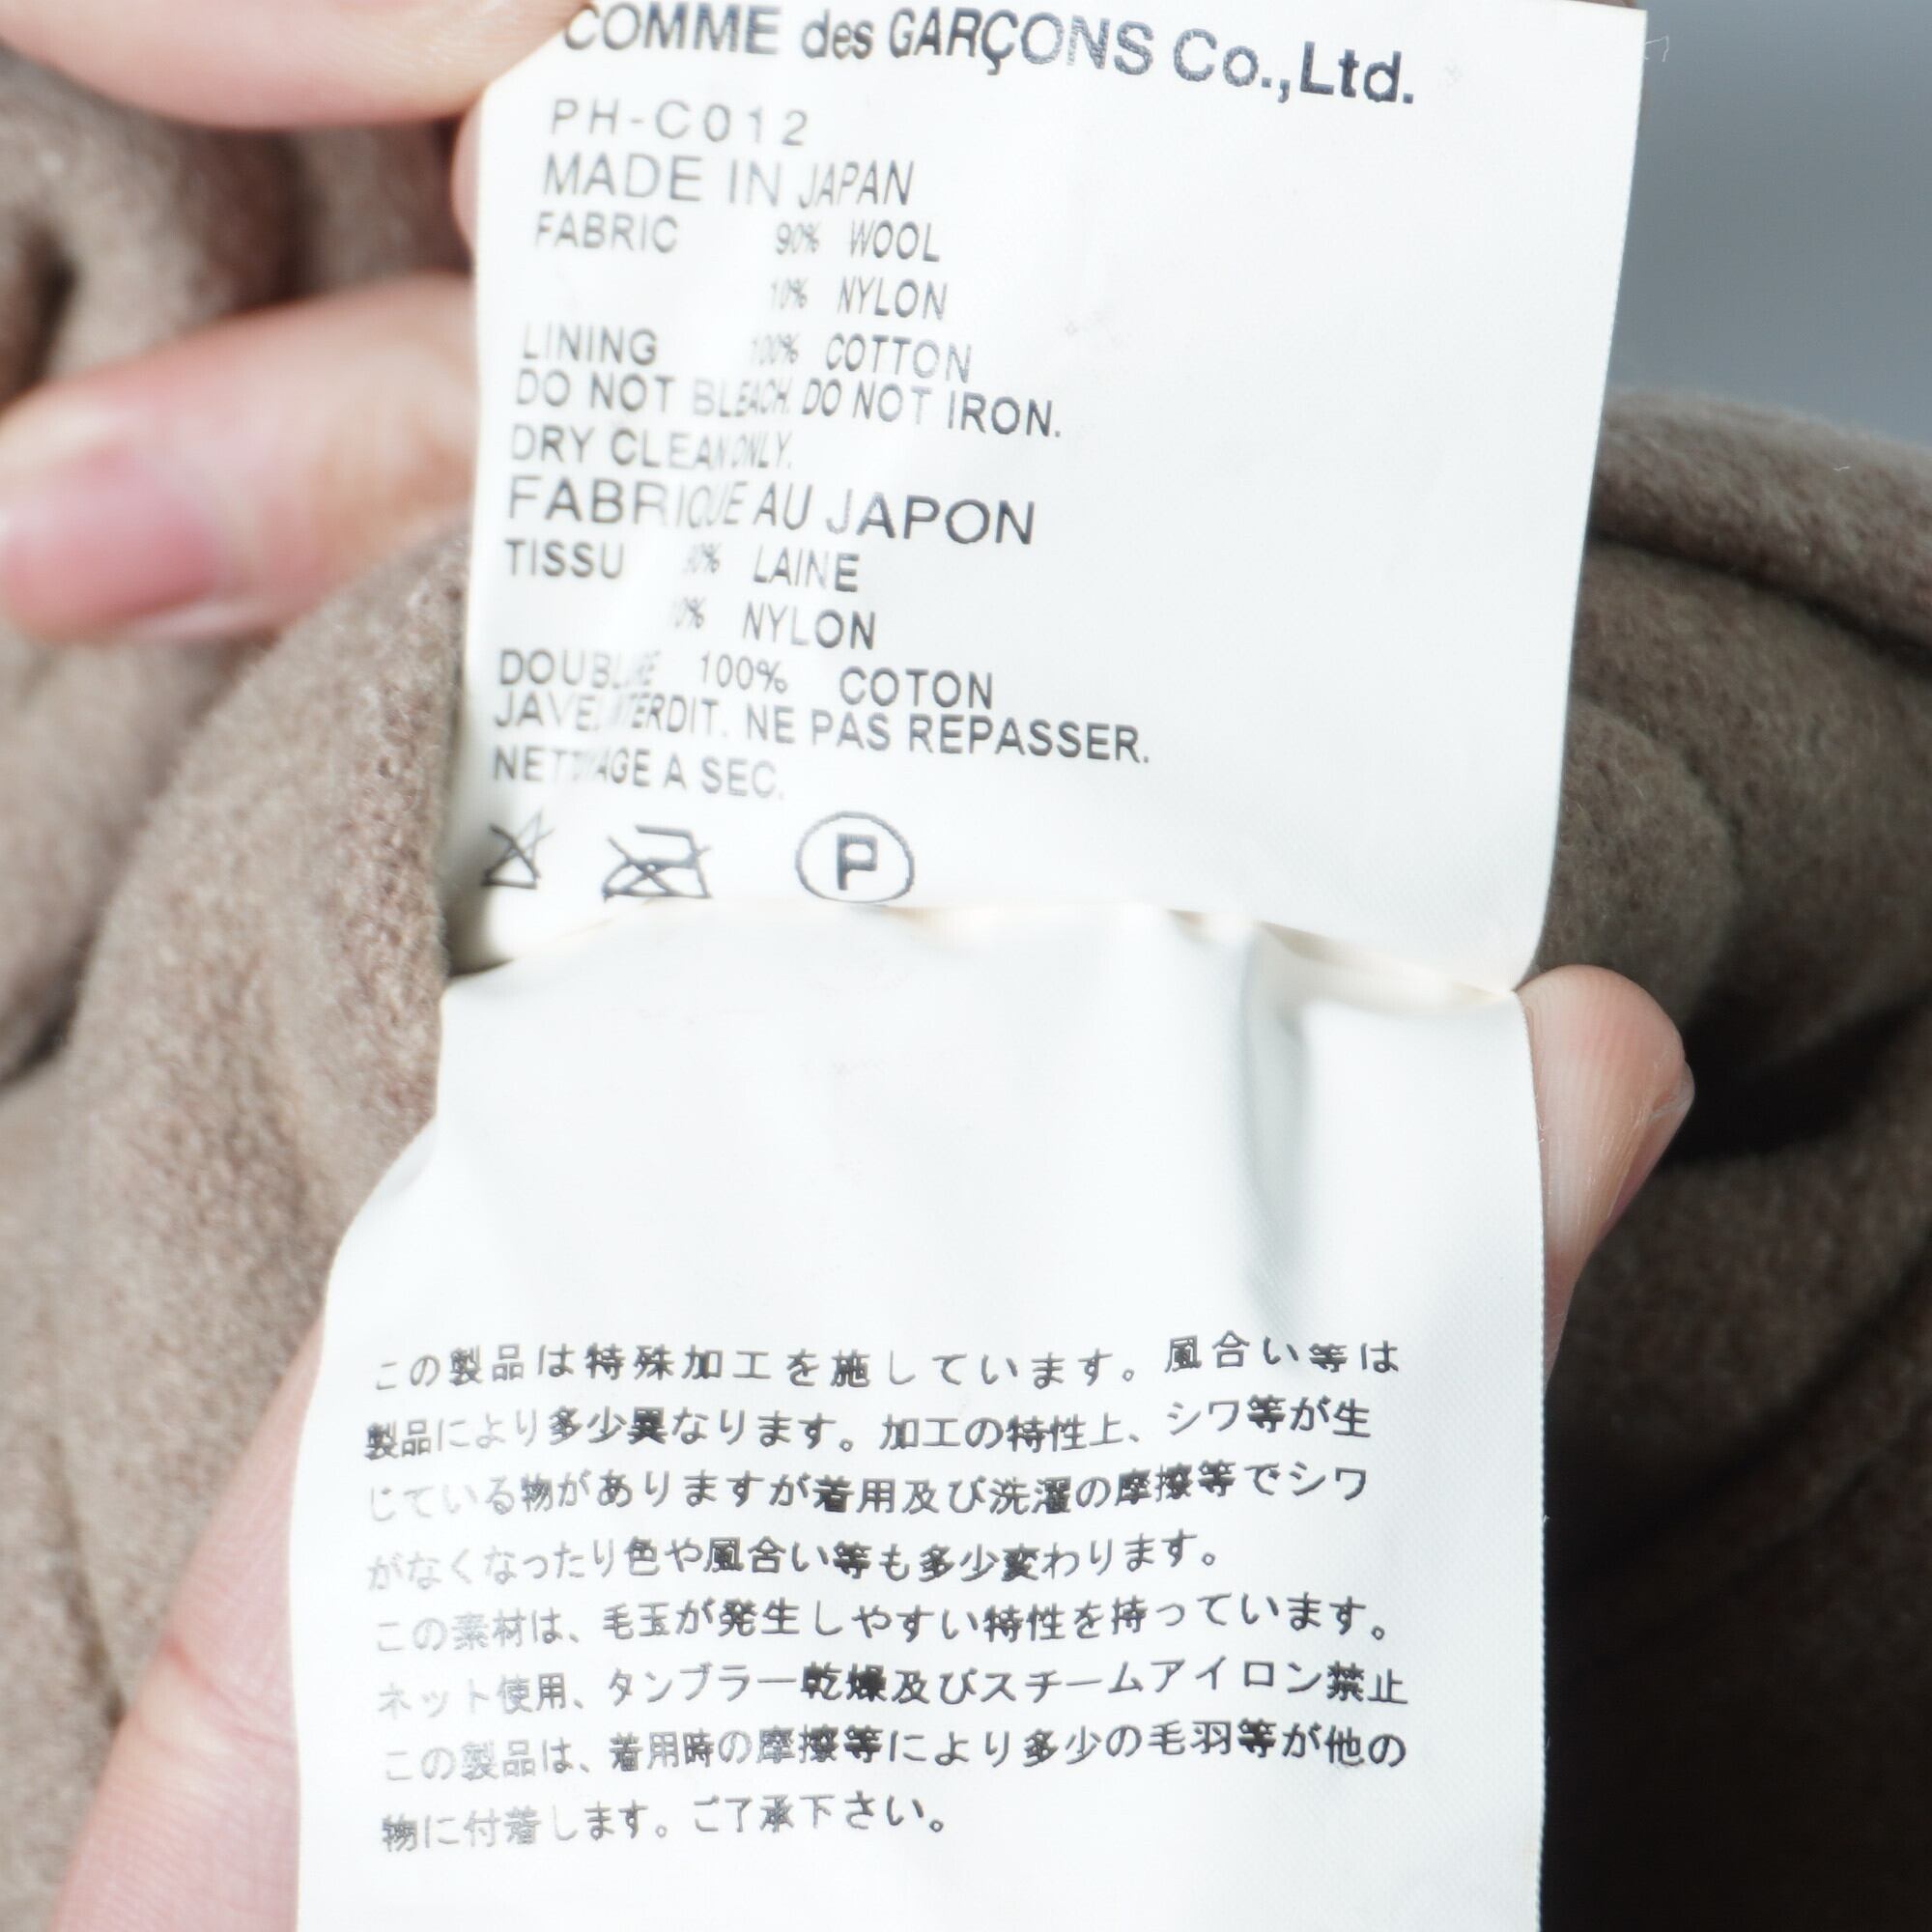 COMME des GARÇONS Co.,Ltd.
PH-C012
MADE IN JAPAN
FABRIC 90% WOOL
10% NYLON
LINING 100% COTTON
DO NOT BLEACH. DO NOT IRON.
DRY CLEAN ONLY.
FABRIQUE AU JAPON
TISSU 90% LAINE
10% NYLON
DOUBLURE 100% COTON
JAVEL INTERDIT. NE PAS REPASSER.
NETTOYAGE A SEC.
P
この製品は特殊加工を施しています。風合い等は
製品により多少異なります。加工の特性上、シワ等が生
じている物がありますが着用及び洗濯の摩擦等でシワ
がなくなったり色や風合い等も多少変わります。
この素材は、毛玉が発生しやすい特性を持っています。
ネット使用、タンブラー乾燥及びスチームアイロン禁止
この製品は、着用時の摩擦等により多少の毛羽等が他の
物に付着します。ご了承下さい。